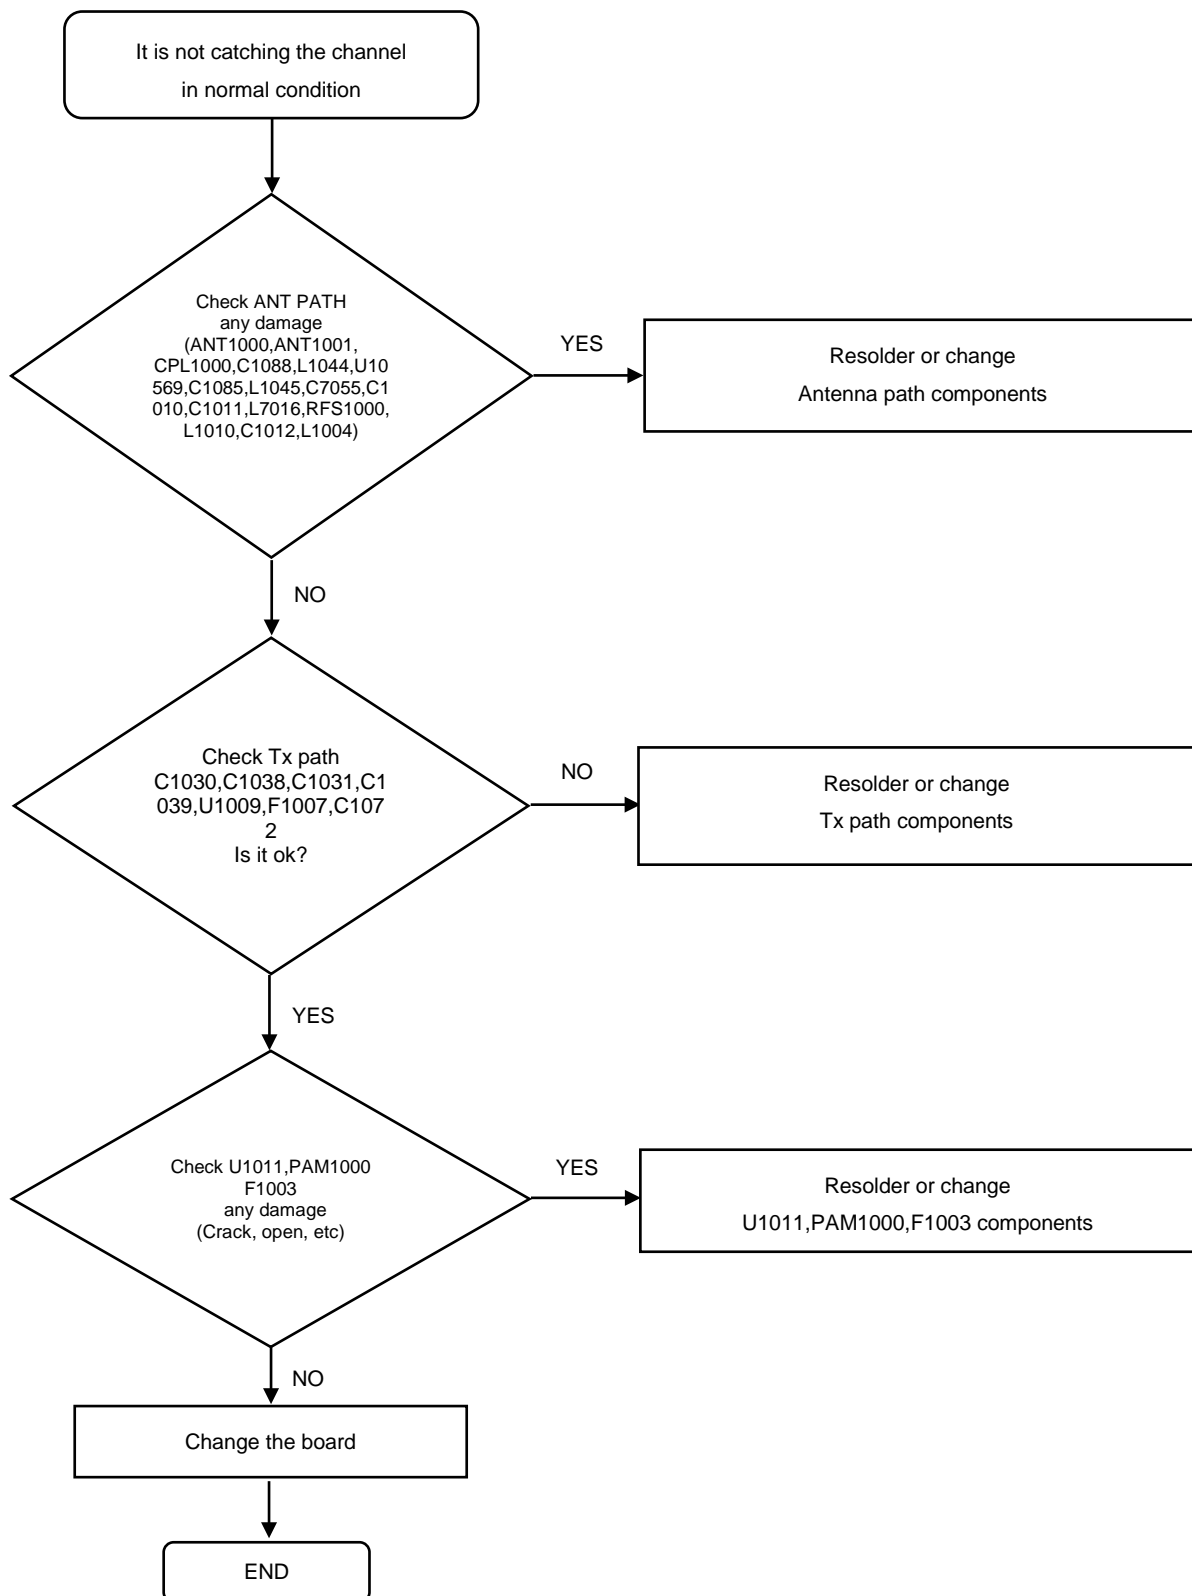 It is not catching the channel
in normal condition
Check ANT PATH
any damage
(ANT1000,ANT1001,
CPL1000,C1088,L1044,U10
569,C1085,L1045,C7055,C1
010,C1011,L7016,RFS1000,
L1010,C1012,L1004)
YES
Resolder or change
Antenna path components
NO
Check Tx path
C1030,C1038,C1031,C1
039,U1009,F1007,C107
2
Is it ok?
NO
Resolder or change
Tx path components
YES
Check U1011,PAM1000
F1003
any damage
(Crack, open, etc)
YES
Resolder or change
U1011,PAM1000,F1003 components
NO
Change the board
END